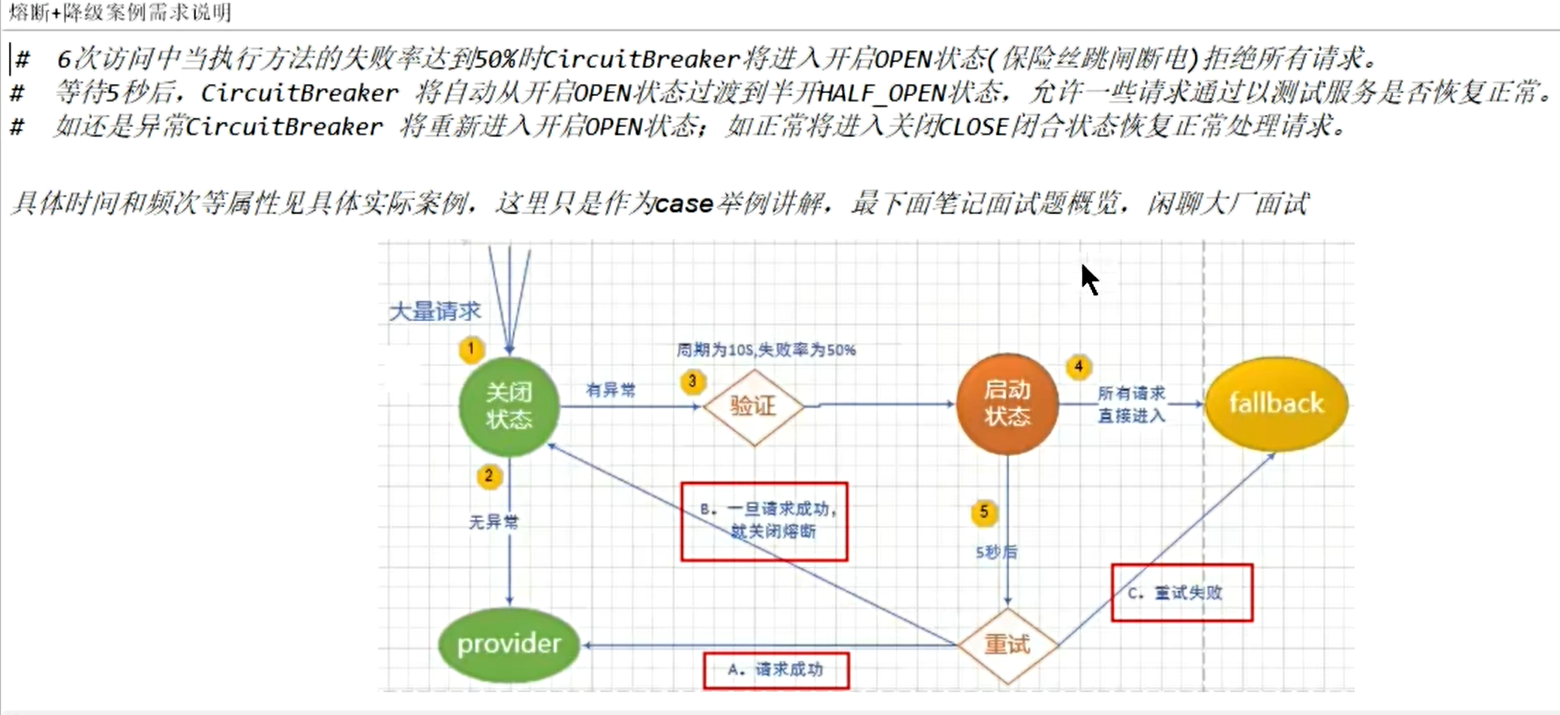 熔断+降级案例需求说明
# 6次访问中当执行方法的失败率达到50%时CircuitBreaker将进入开启OPEN状态(保险丝跳闸断电)拒绝所有请求。
# 等待5秒后，CircuitBreaker 将自动从开启OPEN状态过渡到半开HALF_OPEN状态，允许一些请求通过以测试服务是否恢复正常。
# 如还是异常CircuitBreaker 将重新进入开启OPEN状态；如正常将进入关闭CLOSE闭合状态恢复正常处理请求。
具体时间和频次等属性见具体实际案例，这里只是作为case举例讲解，最下面笔记面试题概览，闲聊大厂面试
大量请求
1
周期为10S,失败率为50%
3
4
关闭
状态
有异常
验证
启动
状态
所有请求
直接进入
fallback
2
无异常
B. 一旦请求成功，
就关闭熔断
5
5秒后
C. 重试失败
provider
重试
A. 请求成功